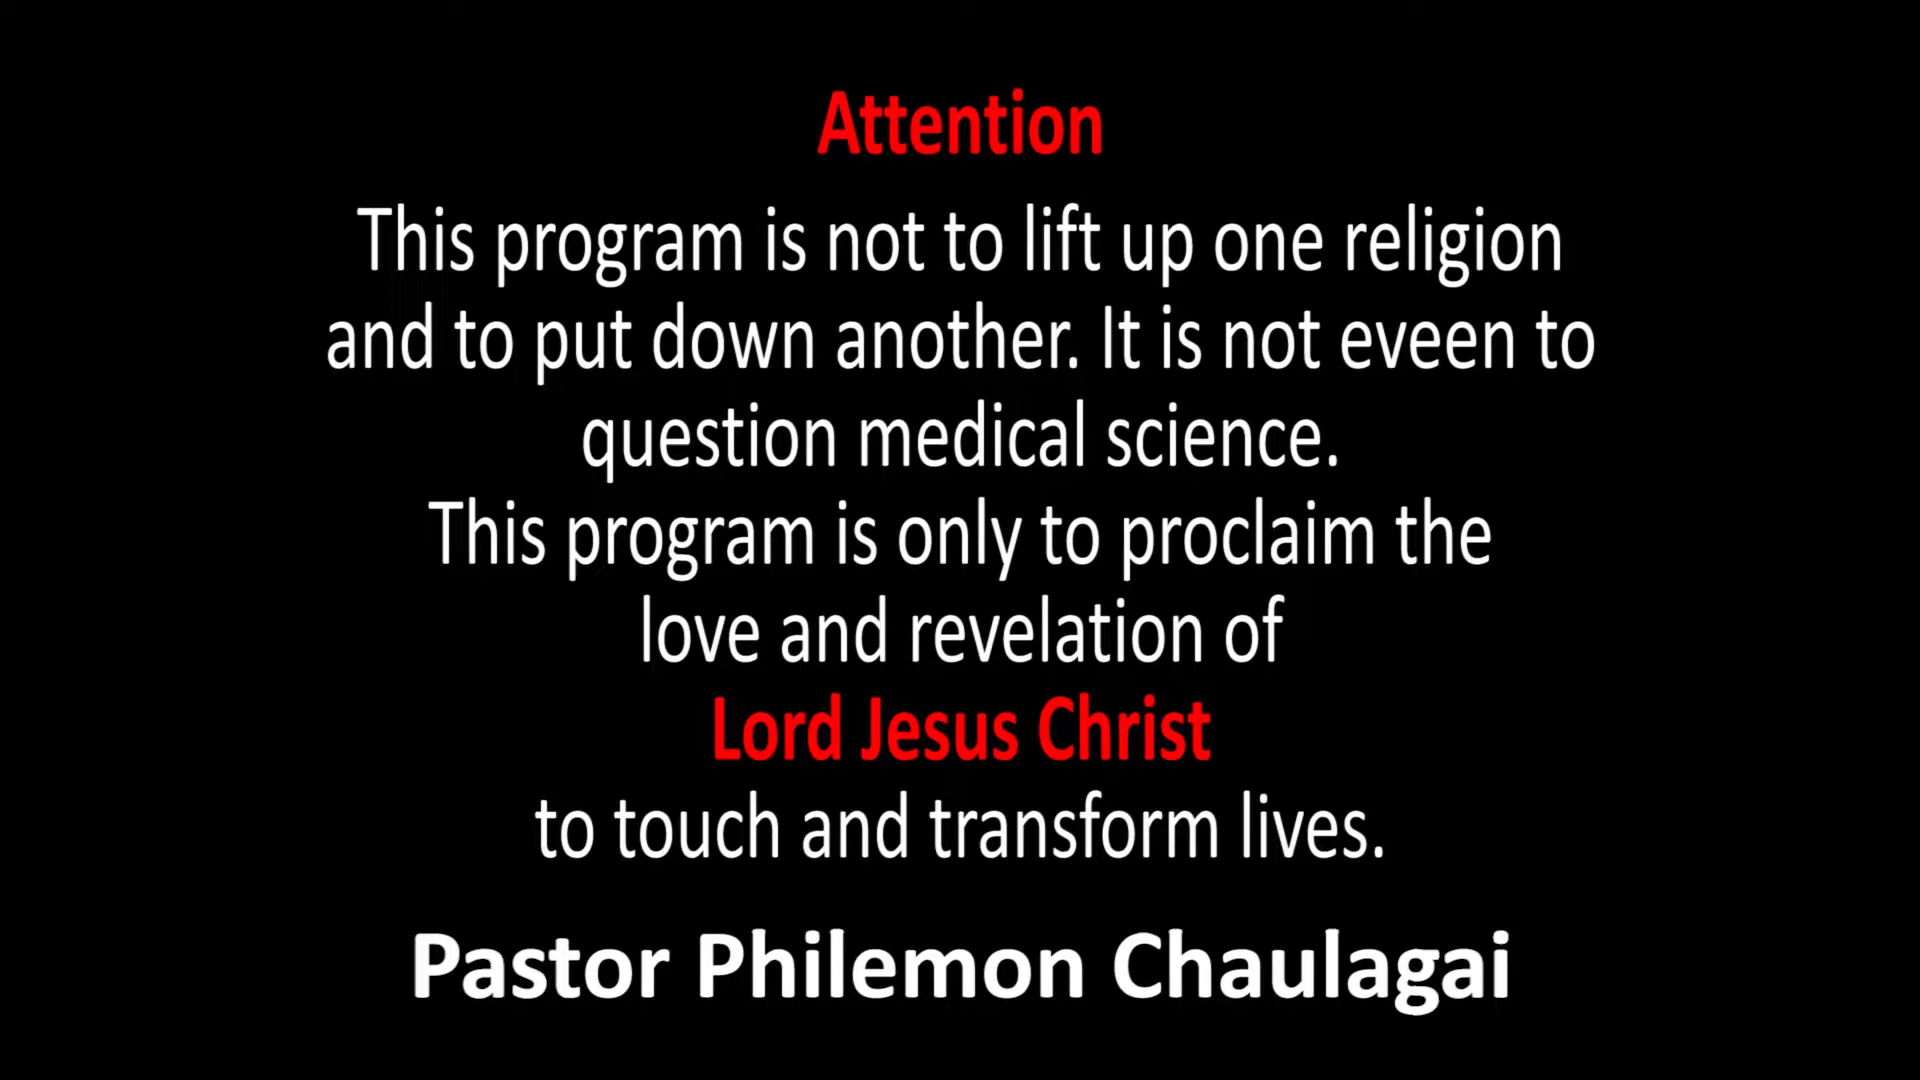 Attention
This program is not to lift up one religion
and to put down another. It is not eveen to
question medical science.
This program is only to proclaim the
love and revelation of
Lord Jesus Christ
to touch and transform lives.
Pastor Philemon Chaulagai